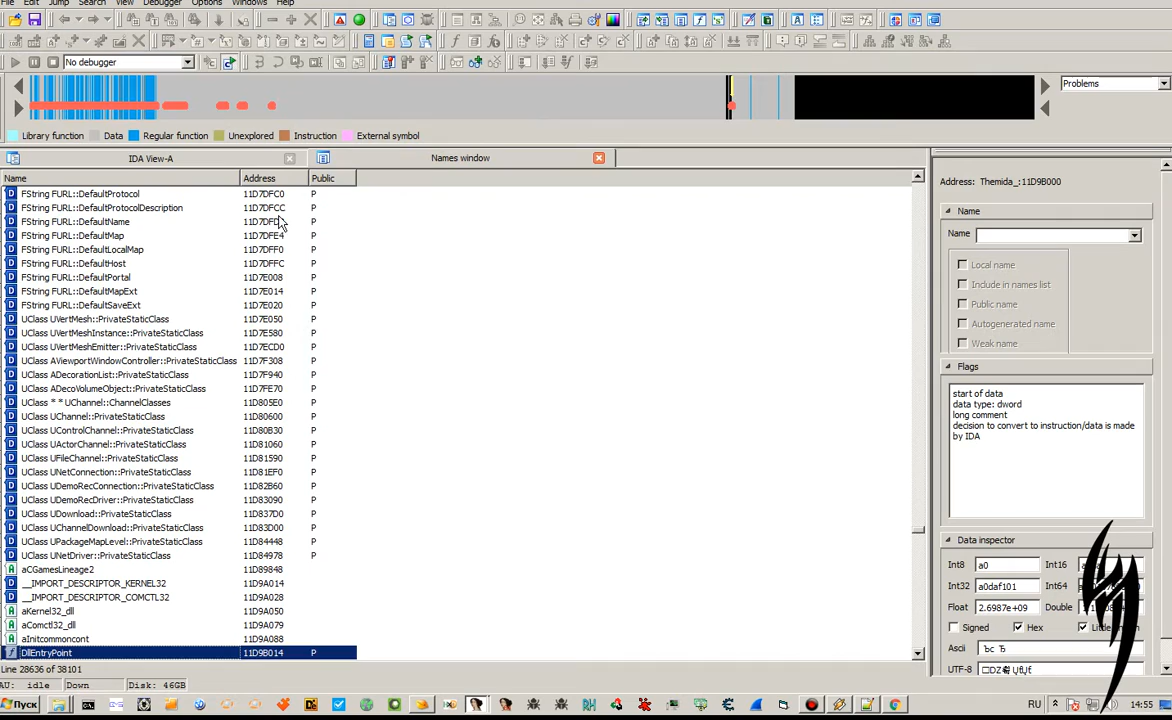 File Edit Jump Search View Debugger Options Windows Help
No debugger
Problems
Library function Data Regular function Unexplored Instruction External symbol
IDA View-A
Names window
Name Address Public
FString FURL::DefaultProtocol 11D7DFC0 P
FString FURL::DefaultProtocolDescription 11D7DFCC P
FString FURL::DefaultName P
FString FURL::DefaultMap 11D7DFE4 P
FString FURL::DefaultLocalMap 11D7DFF0 P
FString FURL::DefaultHost 11D7DFFC P
FString FURL::DefaultPortal 11D7E008 P
FString FURL::DefaultMapExt 11D7E014 P
FString FURL::DefaultSaveExt 11D7E020 P
UClass UVertMesh::PrivateStaticClass 11D7E050 P
UClass UVertMeshInstance::PrivateStaticClass 11D7E580 P
UClass UVertMeshEmitter::PrivateStaticClass 11D7ECD0 P
UClass AViewportWindowController::PrivateStaticClass 11D7F308 P
UClass ADecorationList::PrivateStaticClass 11D7F940 P
UClass ADecoVolumeObject::PrivateStaticClass 11D7FE70 P
UClass * * UChannel::ChannelClasses 11D805E0 P
UClass UChannel::PrivateStaticClass 11D80600 P
UClass UControlChannel::PrivateStaticClass 11D80B30 P
UClass UActorChannel::PrivateStaticClass 11D81060 P
UClass UFileChannel::PrivateStaticClass 11D81590 P
UClass UNetConnection::PrivateStaticClass 11D81EF0 P
UClass UDemoRecConnection::PrivateStaticClass 11D82B60 P
UClass UDemoRecDriver::PrivateStaticClass 11D83090 P
UClass UDownload::PrivateStaticClass 11D837D0 P
UClass UChannelDownload::PrivateStaticClass 11D83D00 P
UClass UPackageMapLevel::PrivateStaticClass 11D84448 P
UClass UNetDriver::PrivateStaticClass 11D84978 P
aCGamesLineage2 11D89848
__IMPORT_DESCRIPTOR_KERNEL32 11D9A014
__IMPORT_DESCRIPTOR_COMCTL32 11D9A028
aKernel32_dll 11D9A050
aComctl32_dll 11D9A079
aInitcommoncont 11D9A088
DllEntryPoint 11D9B014 P
Line 28636 of 38101
AU: idle Down Disk: 46GB
Address: Themida_:11D9B000
Name
Name
Local name
Include in names list
Public name
Autogenerated name
Weak name
Flags
start of data
data type: dword
long comment
decision to convert to instruction/data is made
by IDA
Data inspector
Int8 a0 Int16
Int32 a0daf101 Int64
Float 2.6987e+09 Double
Signed Hex
Ascii
UTF-8
Пуск
RU 14:55